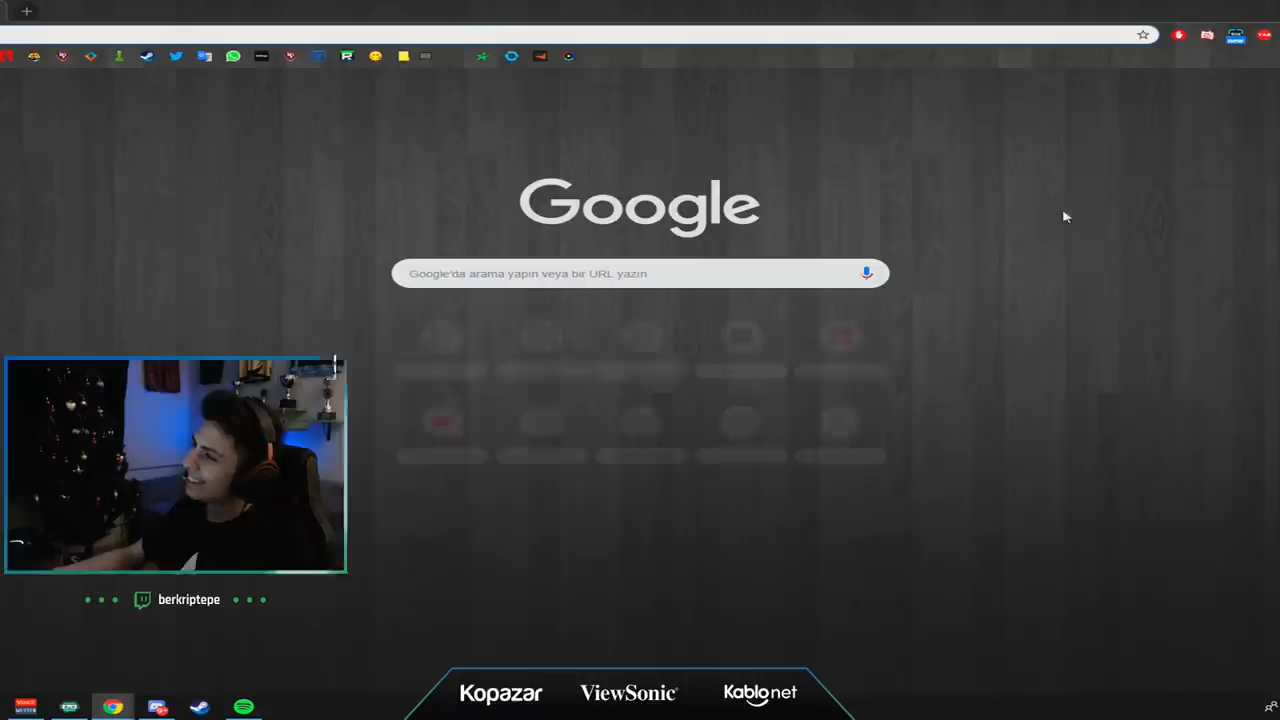 Google
Google'da arama yapın veya bir URL yazın
berkriptepe
Kopazar ViewSonic Kablonet